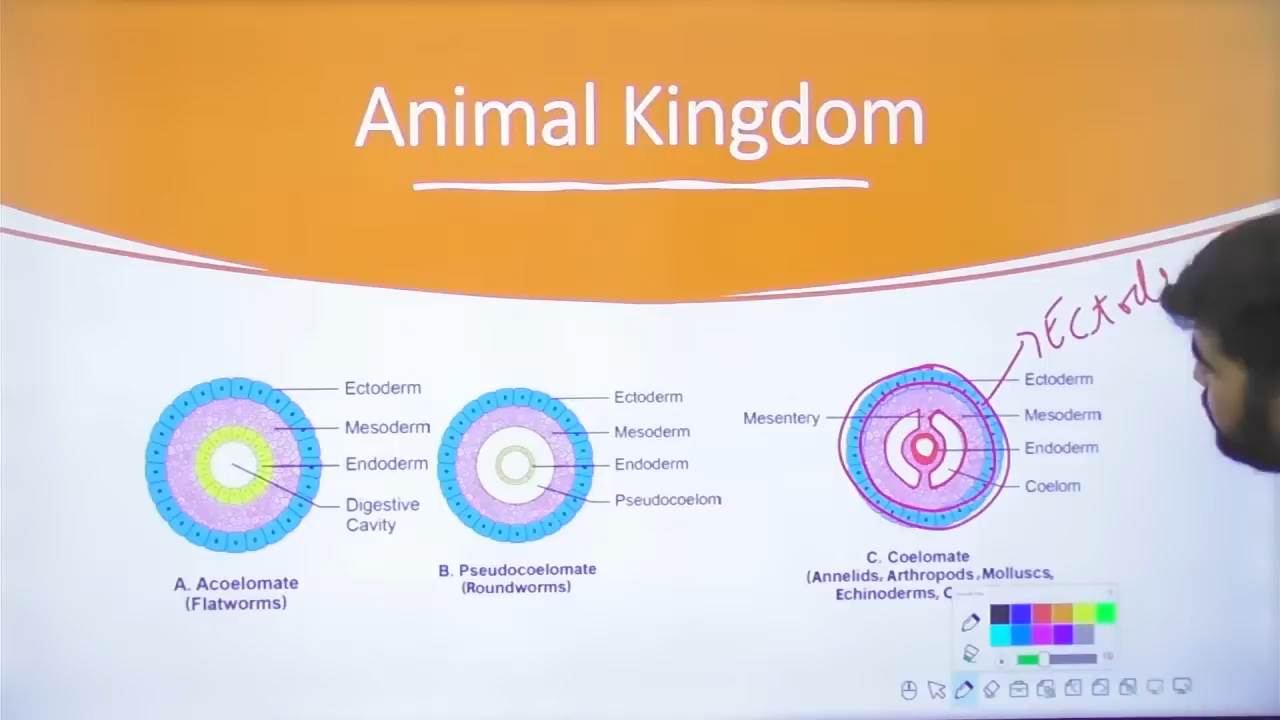 Animal Kingdom
Ectod
Ectoderm
Mesoderm
Endoderm
Digestive
Cavity
A. Acoelomate
(Flatworms)
Ectoderm
Mesoderm
Endoderm
Pseudocoelom
B. Pseudocoelomate
(Roundworms)
Mesentery
Ectoderm
Mesoderm
Endoderm
Coelom
C. Coelomate
(Annelids, Arthropods, Molluscs,
Echinoderms, C